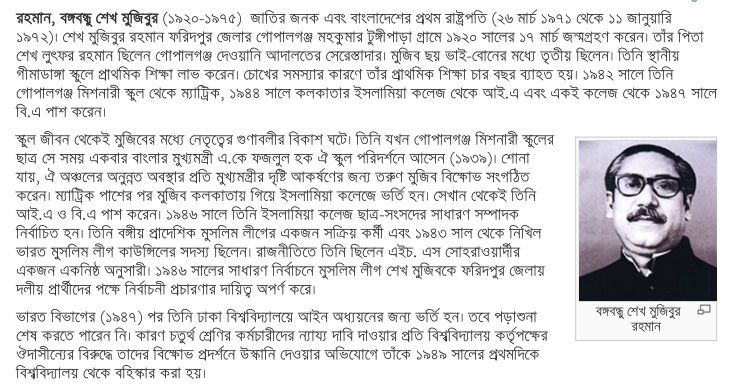 রহমান, বঙ্গবন্ধু শেখ মুজিবুর (১৯২০-১৯৭৫)  জাতির জনক এবং বাংলাদেশের প্রথম রাষ্ট্রপতি (২৬ মার্চ ১৯৭১ থেকে ১১ জানুয়ারি
১৯৭২)। শেখ মুজিবুর রহমান ফরিদপুর জেলার গোপালগঞ্জ মহকুমার টুঙ্গীপাড়া গ্রামে ১৯২০ সালের ১৭ মার্চ জন্মগ্রহণ করেন। তাঁর পিতা
শেখ লুৎফর রহমান ছিলেন গোপালগঞ্জ দেওয়ানি আদালতের সেরেস্তাদার। মুজিব ছয় ভাই-বোনের মধ্যে তৃতীয় ছিলেন। তিনি স্থানীয়
গীমাডাঙ্গা স্কুলে প্রাথমিক শিক্ষা লাভ করেন। চোখের সমস্যার কারণে তাঁর প্রাথমিক শিক্ষা চার বছর ব্যাহত হয়। ১৯৪২ সালে তিনি
গোপালগঞ্জ মিশনারী স্কুল থেকে ম্যাট্রিক, ১৯৪৪ সালে কলকাতার ইসলামিয়া কলেজ থেকে আই.এ এবং একই কলেজ থেকে ১৯৪৭ সালে
বি.এ পাশ করেন।
স্কুল জীবন থেকেই মুজিবের মধ্যে নেতৃত্বের গুণাবলীর বিকাশ ঘটে। তিনি যখন গোপালগঞ্জ মিশনারী স্কুলের
ছাত্র সে সময় একবার বাংলার মুখ্যমন্ত্রী এ.কে ফজলুল হক ঐ স্কুল পরিদর্শনে আসেন (১৯৩৯)। শোনা
যায়, ঐ অঞ্চলের অনুন্নত অবস্থার প্রতি মুখ্যমন্ত্রীর দৃষ্টি আকর্ষণের জন্য তরুণ মুজিব বিক্ষোভ সংগঠিত
করেন। ম্যাট্রিক পাশের পর মুজিব কলকাতায় গিয়ে ইসলামিয়া কলেজে ভর্তি হন। সেখান থেকেই তিনি
আই.এ ও বি.এ পাশ করেন। ১৯৪৬ সালে তিনি ইসলামিয়া কলেজ ছাত্র-সংসদের সাধারণ সম্পাদক
নির্বাচিত হন। তিনি বঙ্গীয় প্রাদেশিক মুসলিম লীগের একজন সক্রিয় কর্মী এবং ১৯৪৩ সাল থেকে নিখিল
ভারত মুসলিম লীগ কাউন্সিলের সদস্য ছিলেন। রাজনীতিতে তিনি ছিলেন এইচ. এস সোহরাওয়ার্দীর
একজন একনিষ্ঠ অনুসারী। ১৯৪৬ সালের সাধারণ নির্বাচনে মুসলিম লীগ শেখ মুজিবকে ফরিদপুর জেলায়
দলীয় প্রার্থীদের পক্ষে নির্বাচনী প্রচারণার দায়িত্ব অর্পণ করে।
বঙ্গবন্ধু শেখ মুজিবুর
রহমান
ভারত বিভাগের (১৯৪৭) পর তিনি ঢাকা বিশ্ববিদ্যালয়ে আইন অধ্যয়নের জন্য ভর্তি হন। তবে পড়াশুনা
শেষ করতে পারেন নি। কারণ চতুর্থ শ্রেণির কর্মচারীদের ন্যায্য দাবি দাওয়ার প্রতি বিশ্ববিদ্যালয় কর্তৃপক্ষের
ঔদাসীন্যের বিরুদ্ধে তাদের বিক্ষোভ প্রদর্শনে উস্কানি দেওয়ার অভিযোগে তাঁকে ১৯৪৯ সালের প্রথমদিকে
বিশ্ববিদ্যালয় থেকে বহিস্কার করা হয়।